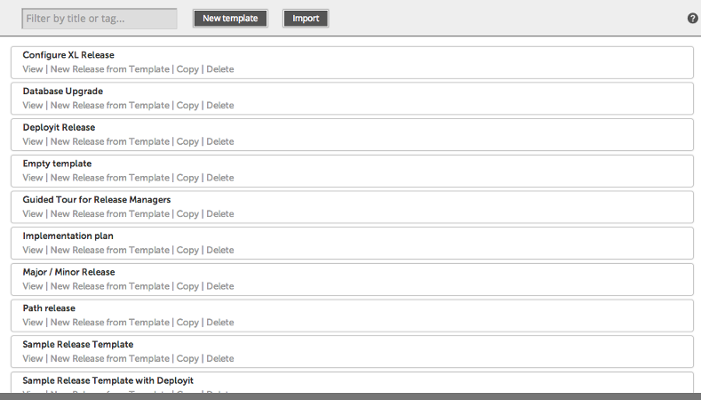 Filter by title or tag... New template Import ?
Configure XL Release
View | New Release from Template | Copy | Delete
Database Upgrade
View | New Release from Template | Copy | Delete
Deployit Release
View | New Release from Template | Copy | Delete
Empty template
View | New Release from Template | Copy | Delete
Guided Tour for Release Managers
View | New Release from Template | Copy | Delete
Implementation plan
View | New Release from Template | Copy | Delete
Major / Minor Release
View | New Release from Template | Copy | Delete
Path release
View | New Release from Template | Copy | Delete
Sample Release Template
View | New Release from Template | Copy | Delete
Sample Release Template with Deployit